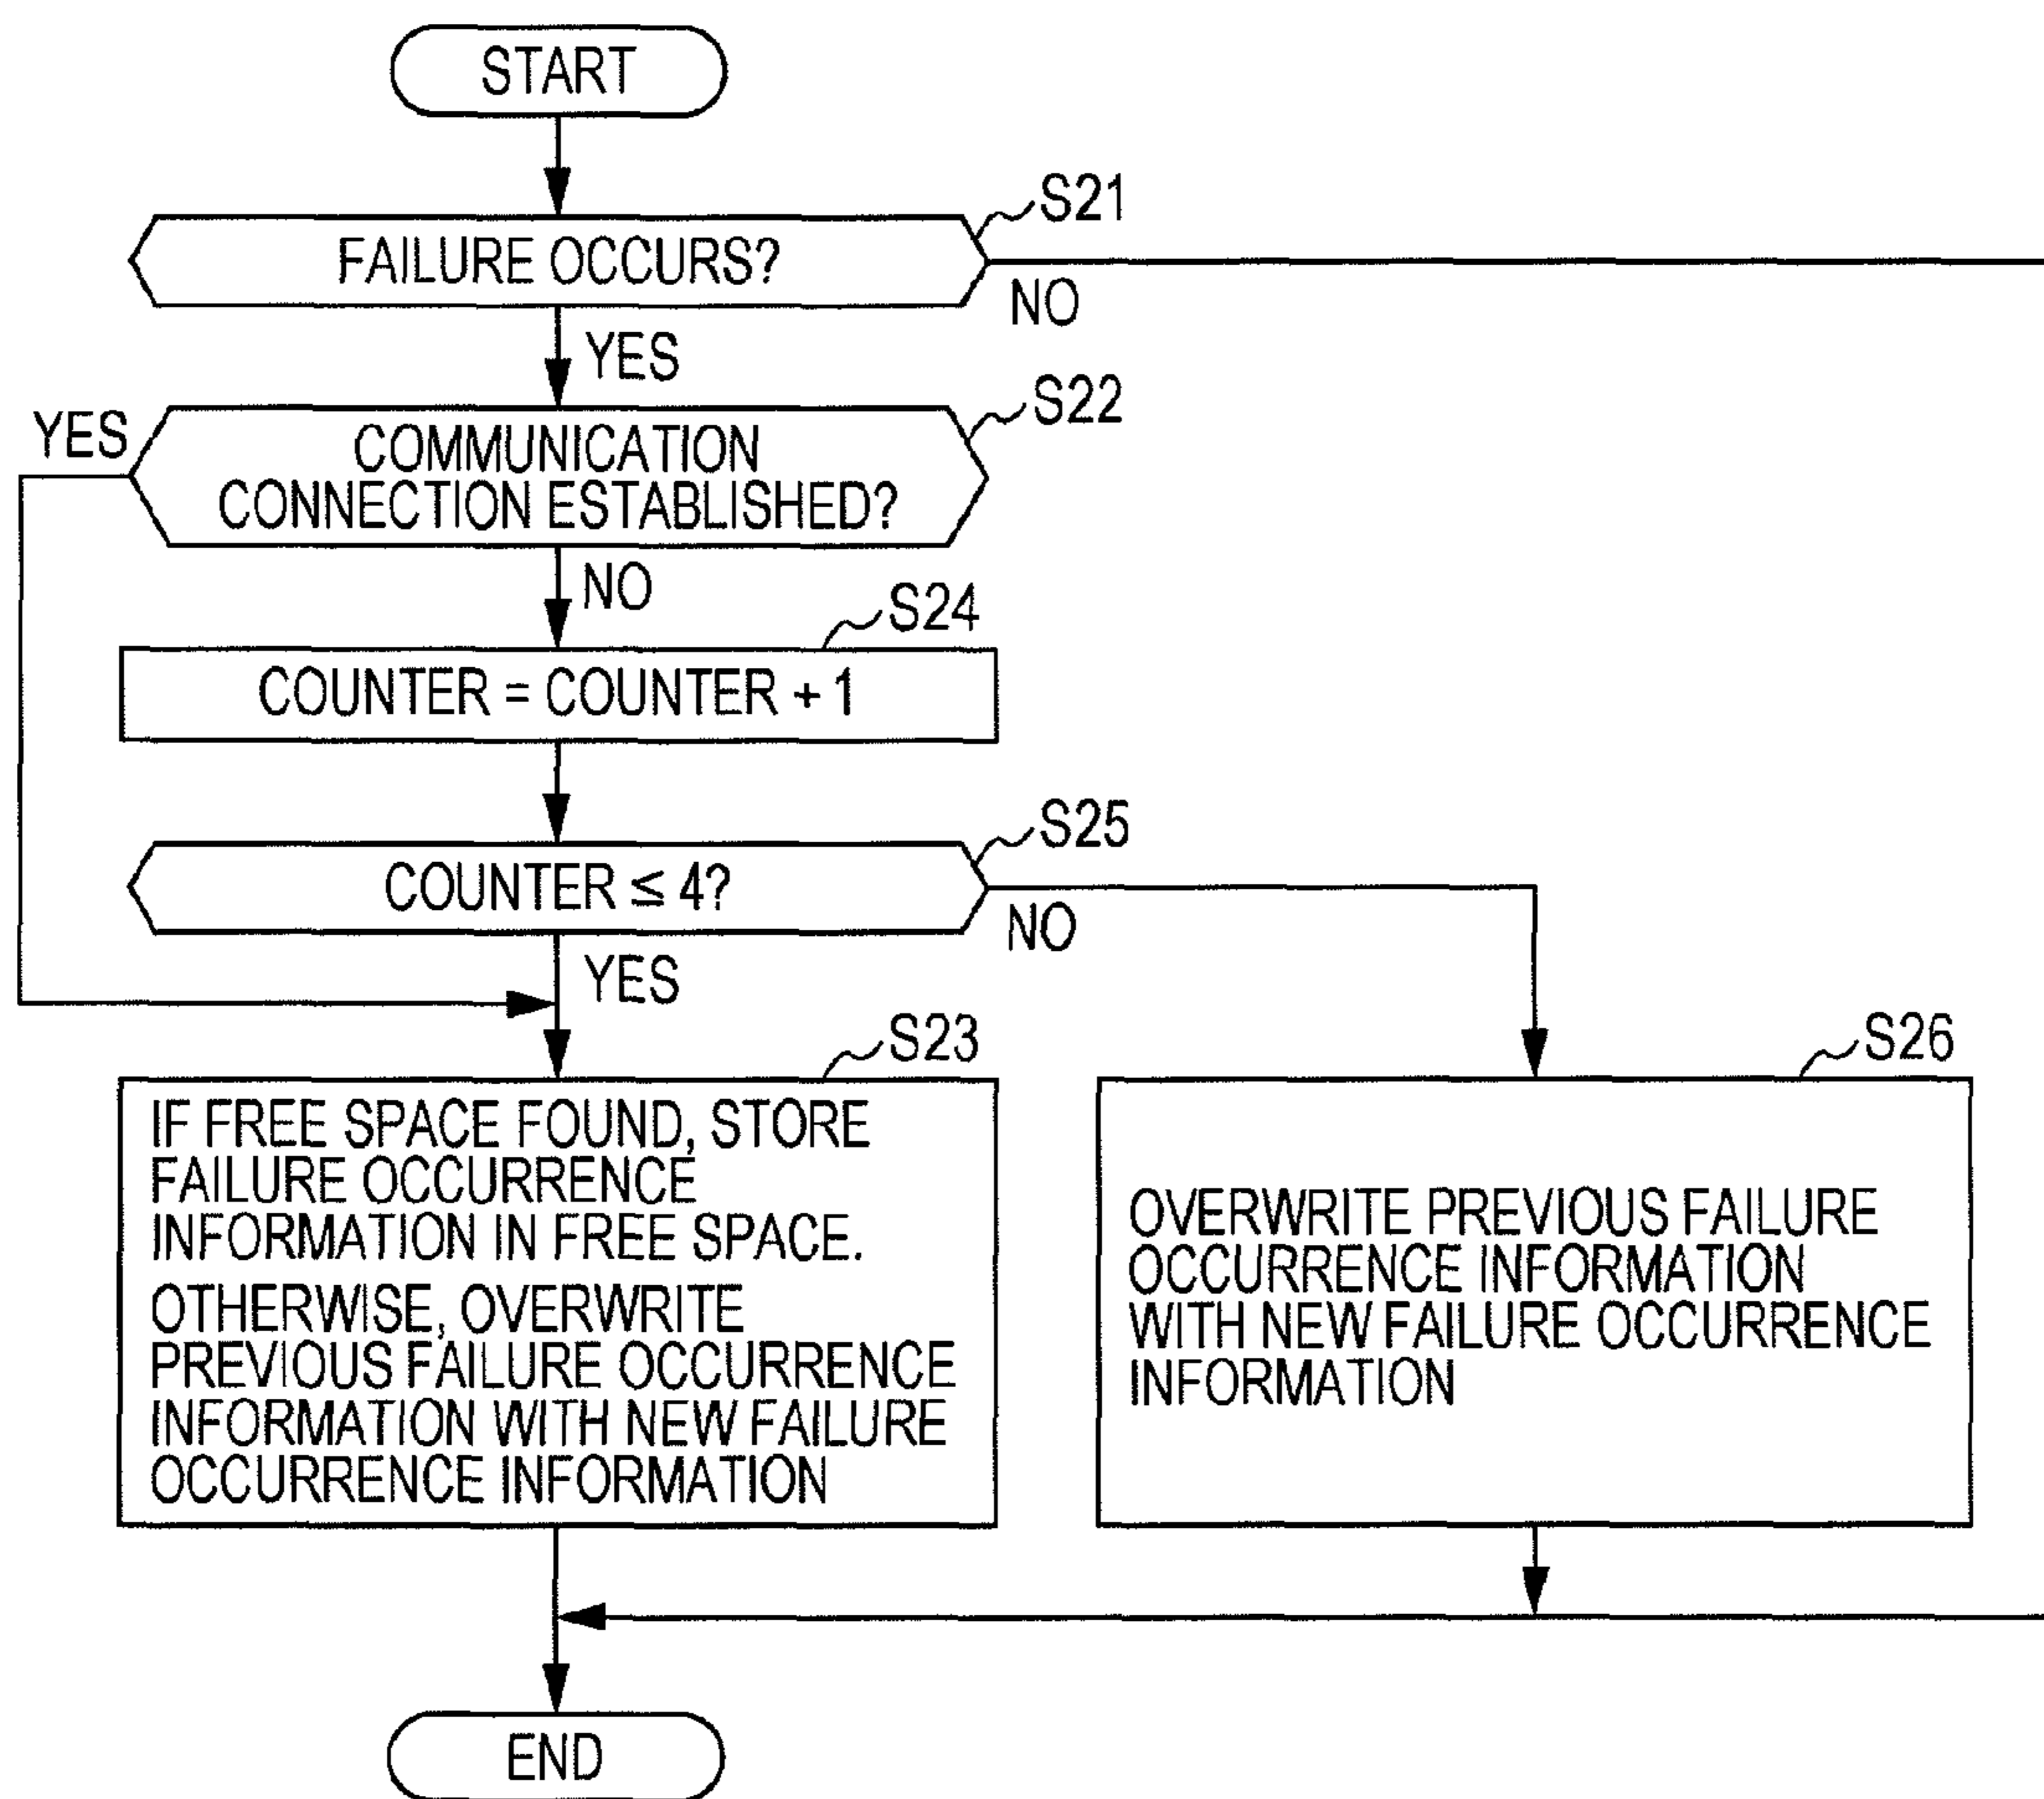 START
S21
FAILURE OCCURS?
NO
YES
S22
YES
COMMUNICATION
CONNECTION ESTABLISHED?
NO
S24
COUNTER = COUNTER + 1
S25
COUNTER ≤ 4?
NO
YES
S23
IF FREE SPACE FOUND, STORE
FAILURE OCCURRENCE
INFORMATION IN FREE SPACE.
OTHERWISE, OVERWRITE
PREVIOUS FAILURE OCCURRENCE
INFORMATION WITH NEW FAILURE
OCCURRENCE INFORMATION
S26
OVERWRITE PREVIOUS FAILURE
OCCURRENCE INFORMATION
WITH NEW FAILURE OCCURRENCE
INFORMATION
END